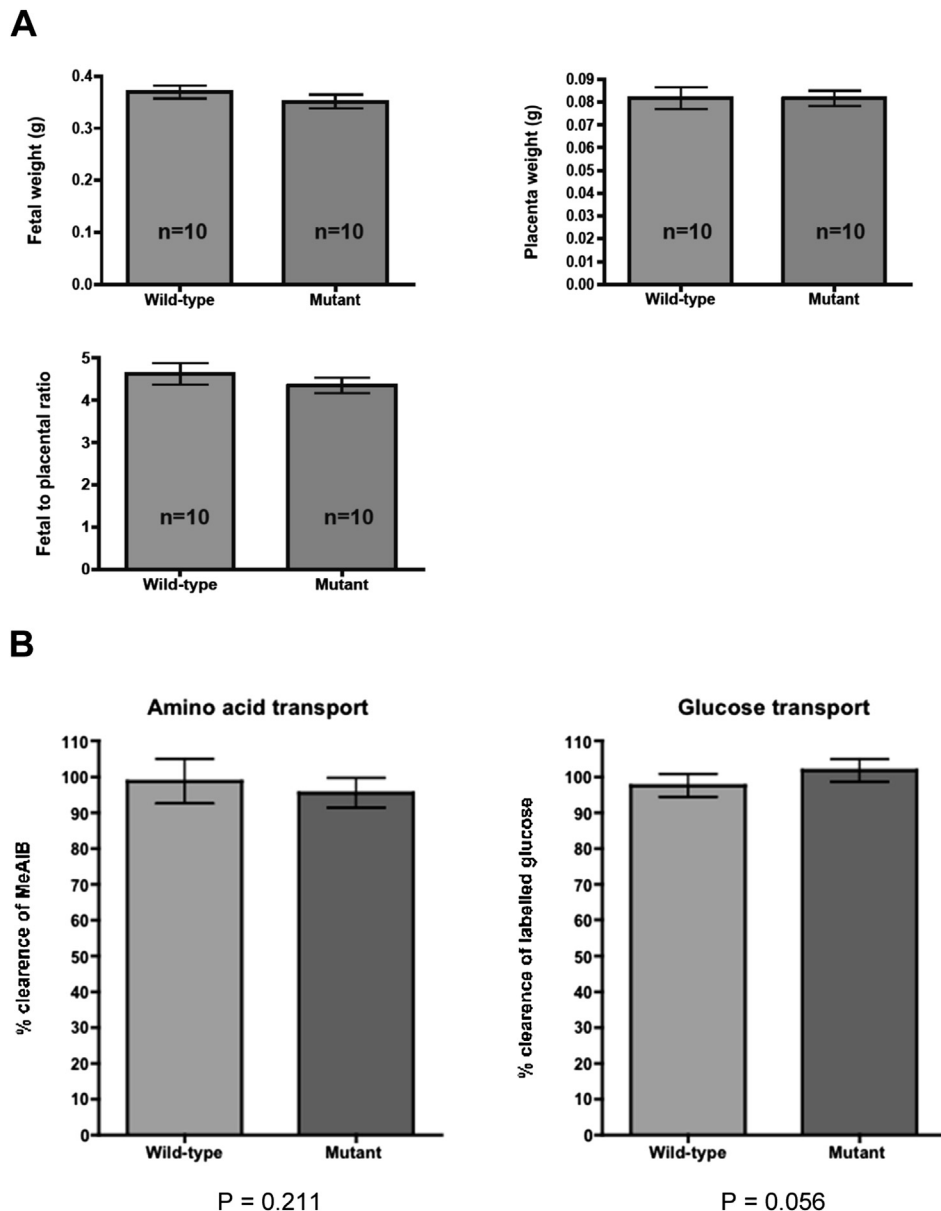 A
Fetal weight (g)
0.4
0.3
0.2
0.1
0.0
n=10
n=10
Wild-type
Mutant
Placenta weight (g)
0.09
0.08
0.07
0.06
0.05
0.04
0.03
0.02
0.01
0.00
n=10
n=10
Wild-type
Mutant
Fetal to placental ratio
5
4
3
2
1
0
n=10
n=10
Wild-type
Mutant
B
Amino acid transport
% clearence of MeAIB
110
100
90
80
70
60
50
40
30
20
10
0
Wild-type
Mutant
P = 0.211
Glucose transport
% clearence of labelled glucose
110
100
90
80
70
60
50
40
30
20
10
0
Wild-type
Mutant
P = 0.056